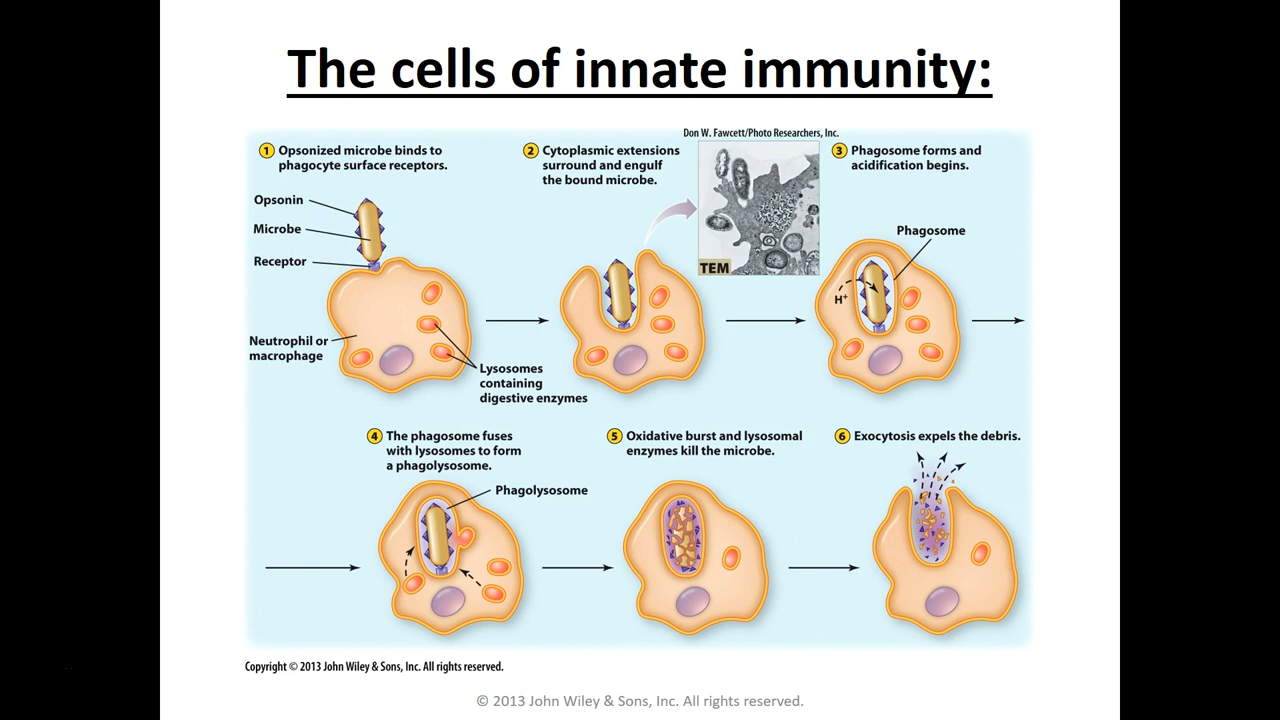 The cells of innate immunity:
Don W. Fawcett/Photo Researchers, Inc.
1 Opsonized microbe binds to
phagocyte surface receptors.
2 Cytoplasmic extensions
surround and engulf
the bound microbe.
3 Phagosome forms and
acidification begins.
Opsonin
Microbe
Receptor
Neutrophil or
macrophage
Lysosomes
containing
digestive enzymes
TEM
Phagosome
H+
4 The phagosome fuses
with lysosomes to form
a phagolysosome.
Phagolysosome
5 Oxidative burst and lysosomal
enzymes kill the microbe.
6 Exocytosis expels the debris.
Copyright © 2013 John Wiley & Sons, Inc. All rights reserved.
© 2013 John Wiley & Sons, Inc. All rights reserved.